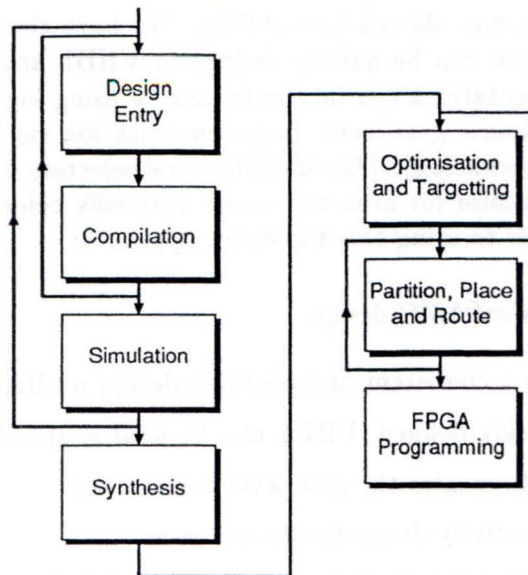 Design
Entry
Compilation
Simulation
Synthesis
Optimisation
and Targetting
Partition, Place
and Route
FPGA
Programming